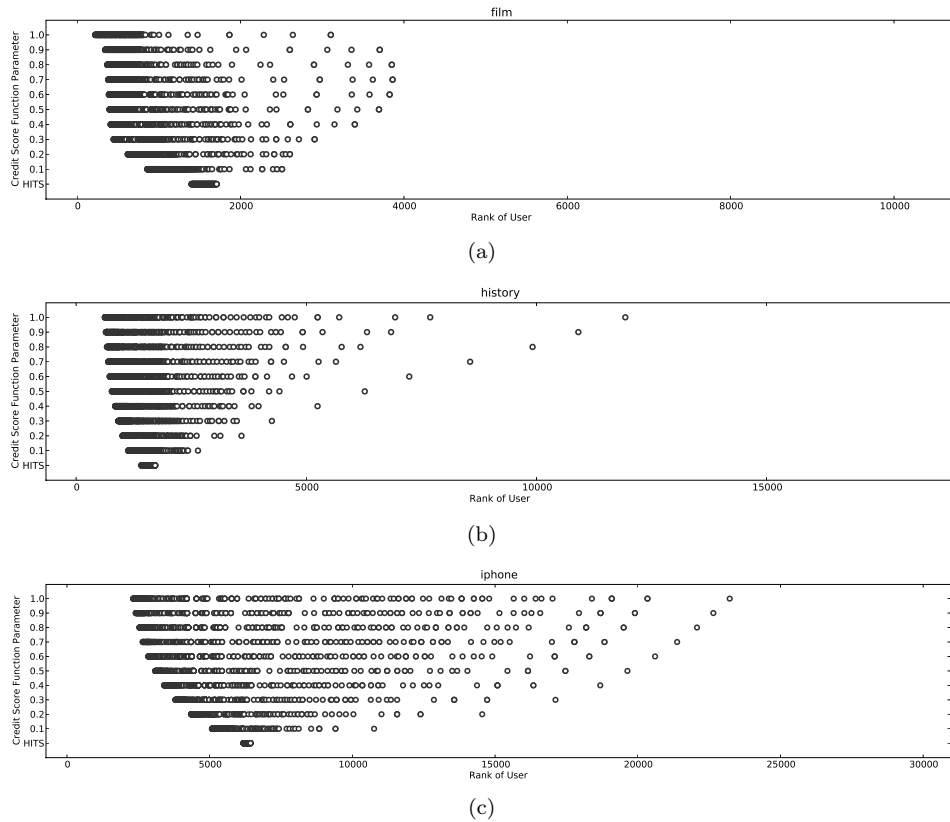 film
Credit Score Function Parameter
1.0
0.9
0.8
0.7
0.6
0.5
0.4
0.3
0.2
0.1
HITS
0 2000 4000 6000 8000 10000
Rank of User
(a)
history
Credit Score Function Parameter
1.0
0.9
0.8
0.7
0.6
0.5
0.4
0.3
0.2
0.1
HITS
0 5000 10000 15000
Rank of User
(b)
iphone
Credit Score Function Parameter
1.0
0.9
0.8
0.7
0.6
0.5
0.4
0.3
0.2
0.1
HITS
0 5000 10000 15000 20000 25000 30000
Rank of User
(c)